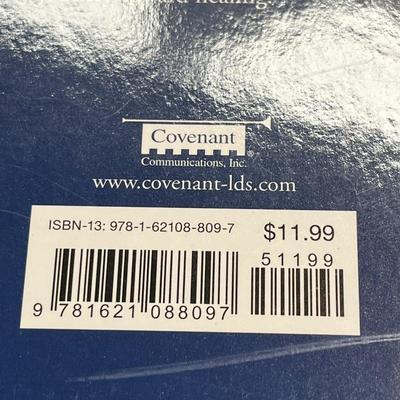 healing.
Covenant
®
Communications, Inc.
www.covenant-lds.com
ISBN-13: 978-1-62108-809-7
$11.99
51199
9 781621 088097